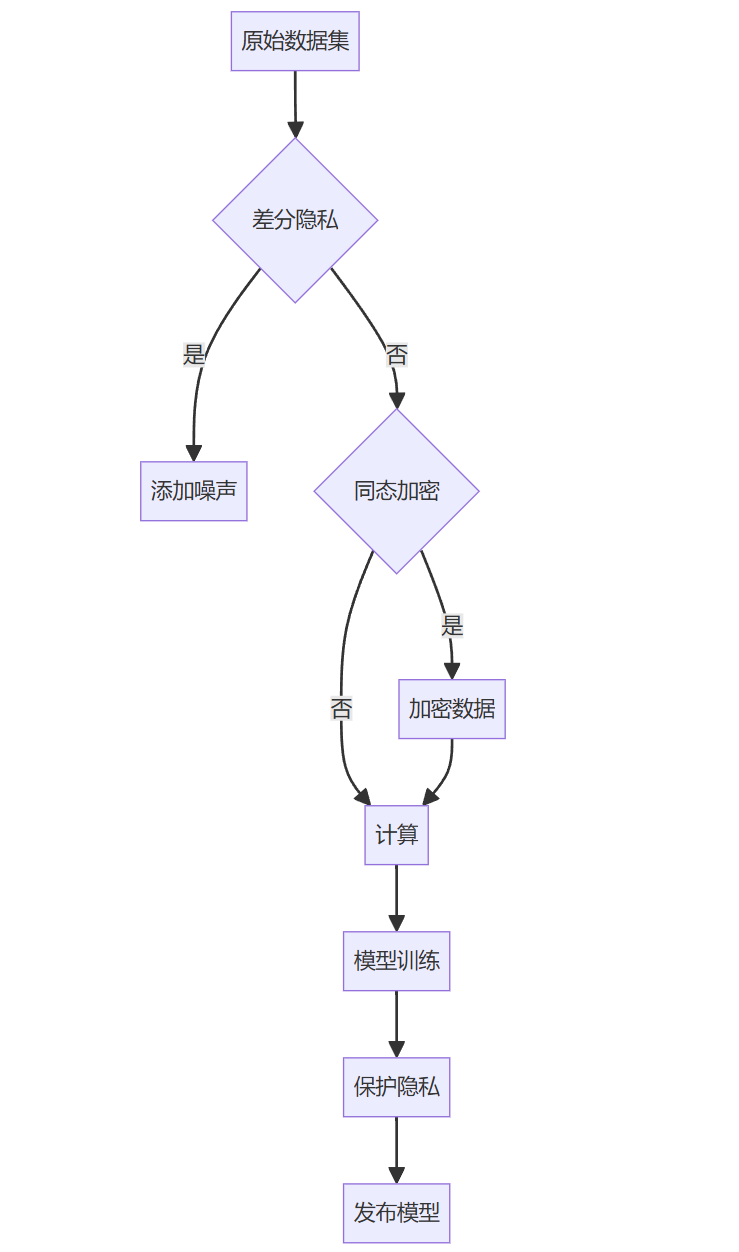 原始数据集
差分隐私
是
否
添加噪声
同态加密
是
否
加密数据
计算
模型训练
保护隐私
发布模型